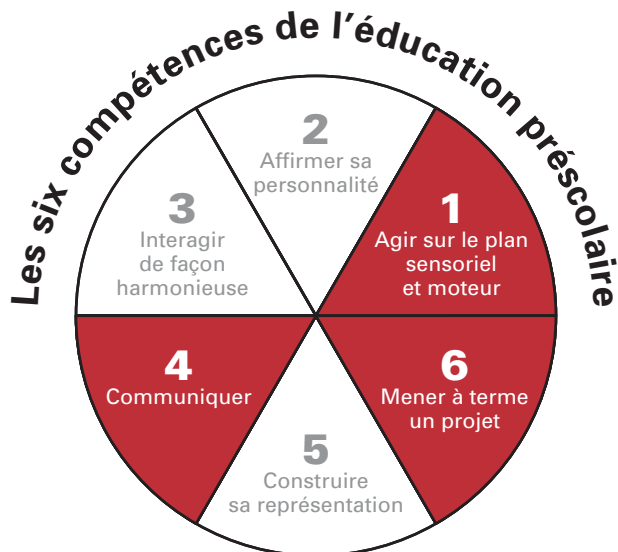 Les six compétences de l'éducation préscolaire
1
Agir sur le plan
sensoriel
et moteur
2
Affirmer sa
personnalité
3
Interagir
de façon
harmonieuse
4
Communiquer
5
Construire
sa représentation
6
Mener à terme
un projet